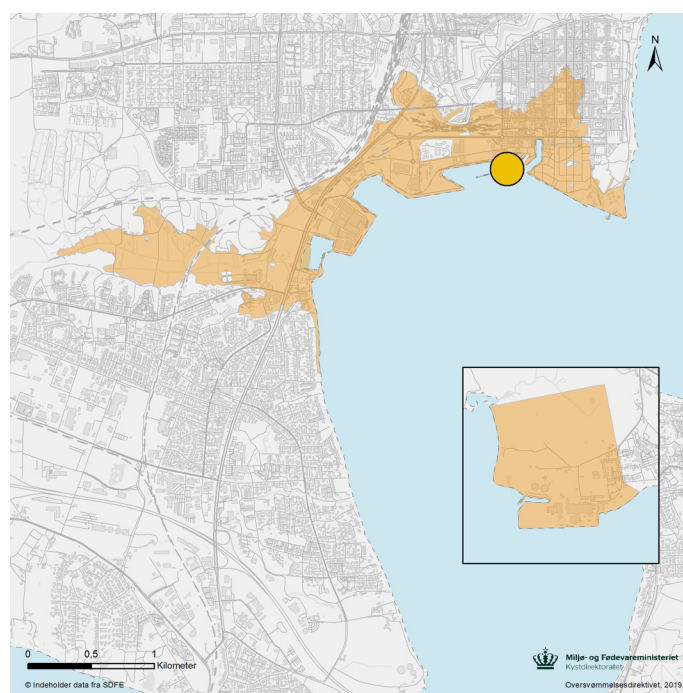 N
0 0.5 1
Kilometer
© Indeholder data fra SDFE
Miljø- og Fødevareministeriet
Kystdirektoratet
Oversvømmelsesdirektivet, 2019